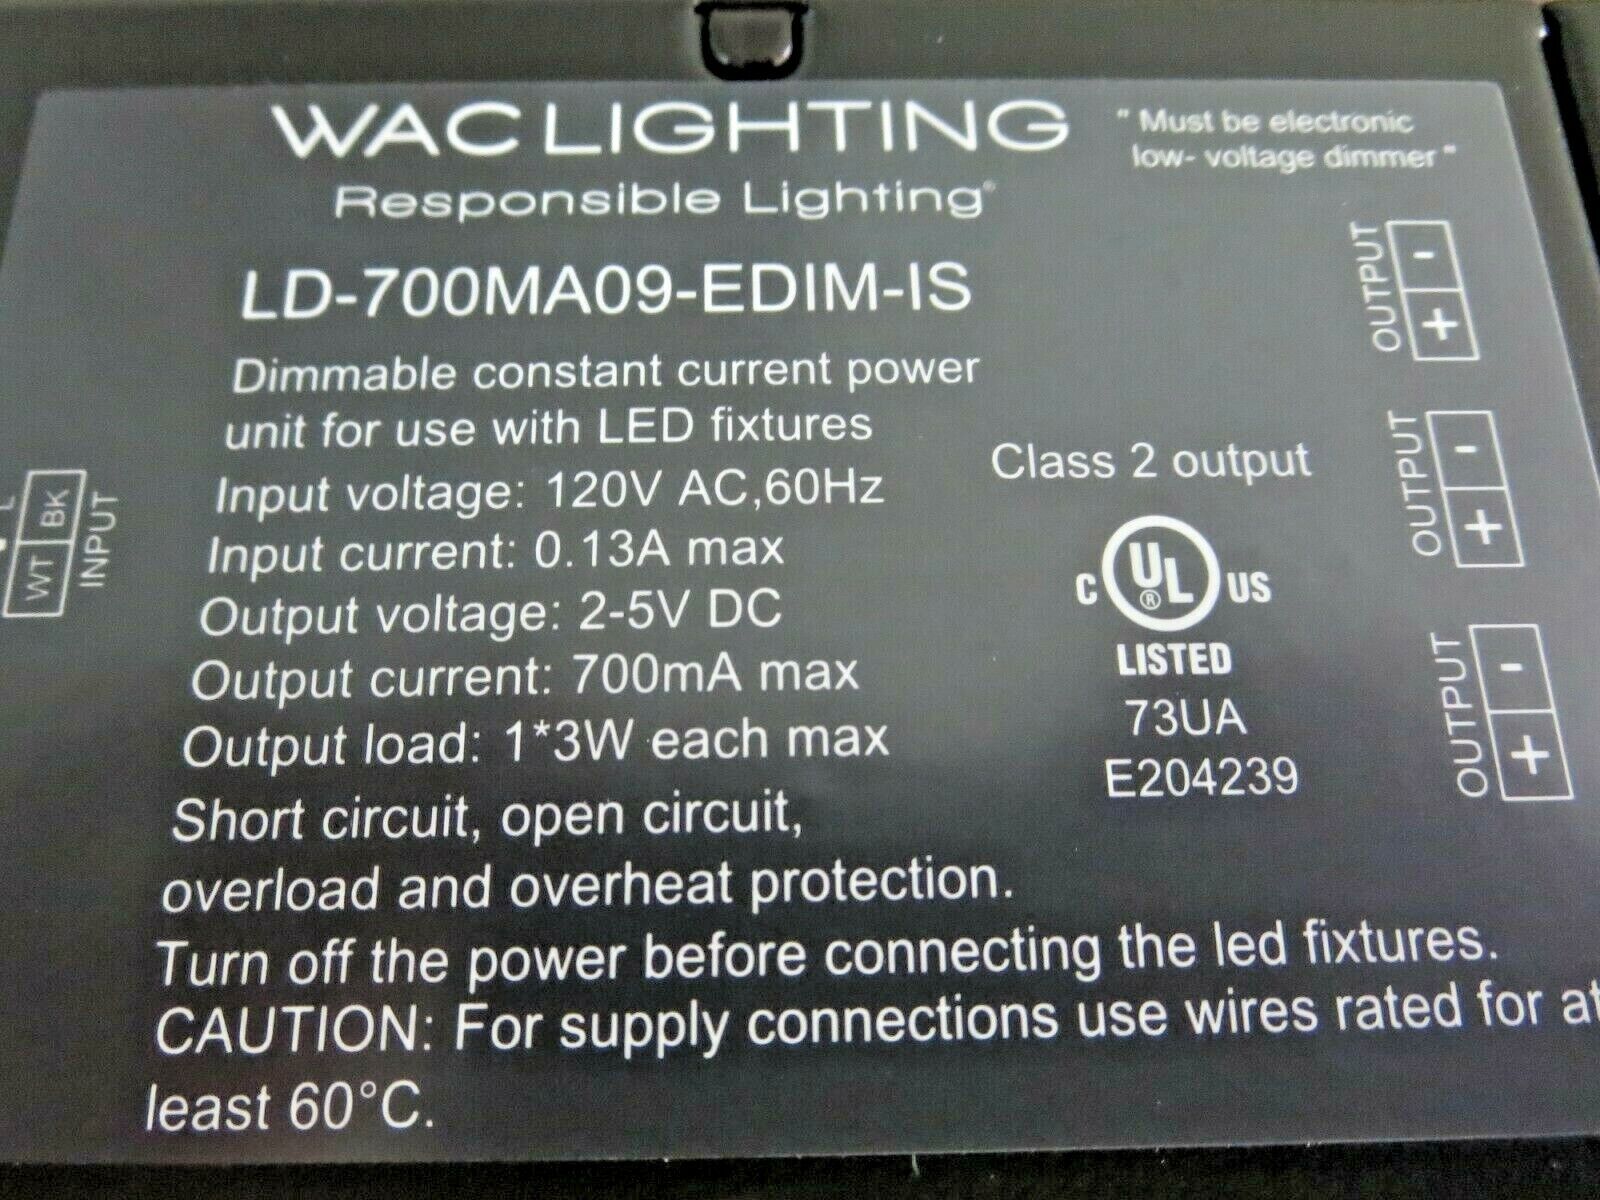 WAC LIGHTING
Responsible Lighting®
" Must be electronic
low- voltage dimmer "
LD-700MA09-EDIM-IS
Dimmable constant current power
unit for use with LED fixtures
Input voltage: 120V AC,60Hz
Input current: 0.13A max
Output voltage: 2-5V DC
Output current: 700mA max
Output load: 1*3W each max
Short circuit, open circuit,
overload and overheat protection.
Turn off the power before connecting the led fixtures.
CAUTION: For supply connections use wires rated for at
least 60°C.
Class 2 output
C UL® US
LISTED
73UA
E204239
L
WT BK
INPUT
OUTPUT
- +
OUTPUT
- +
OUTPUT
- +